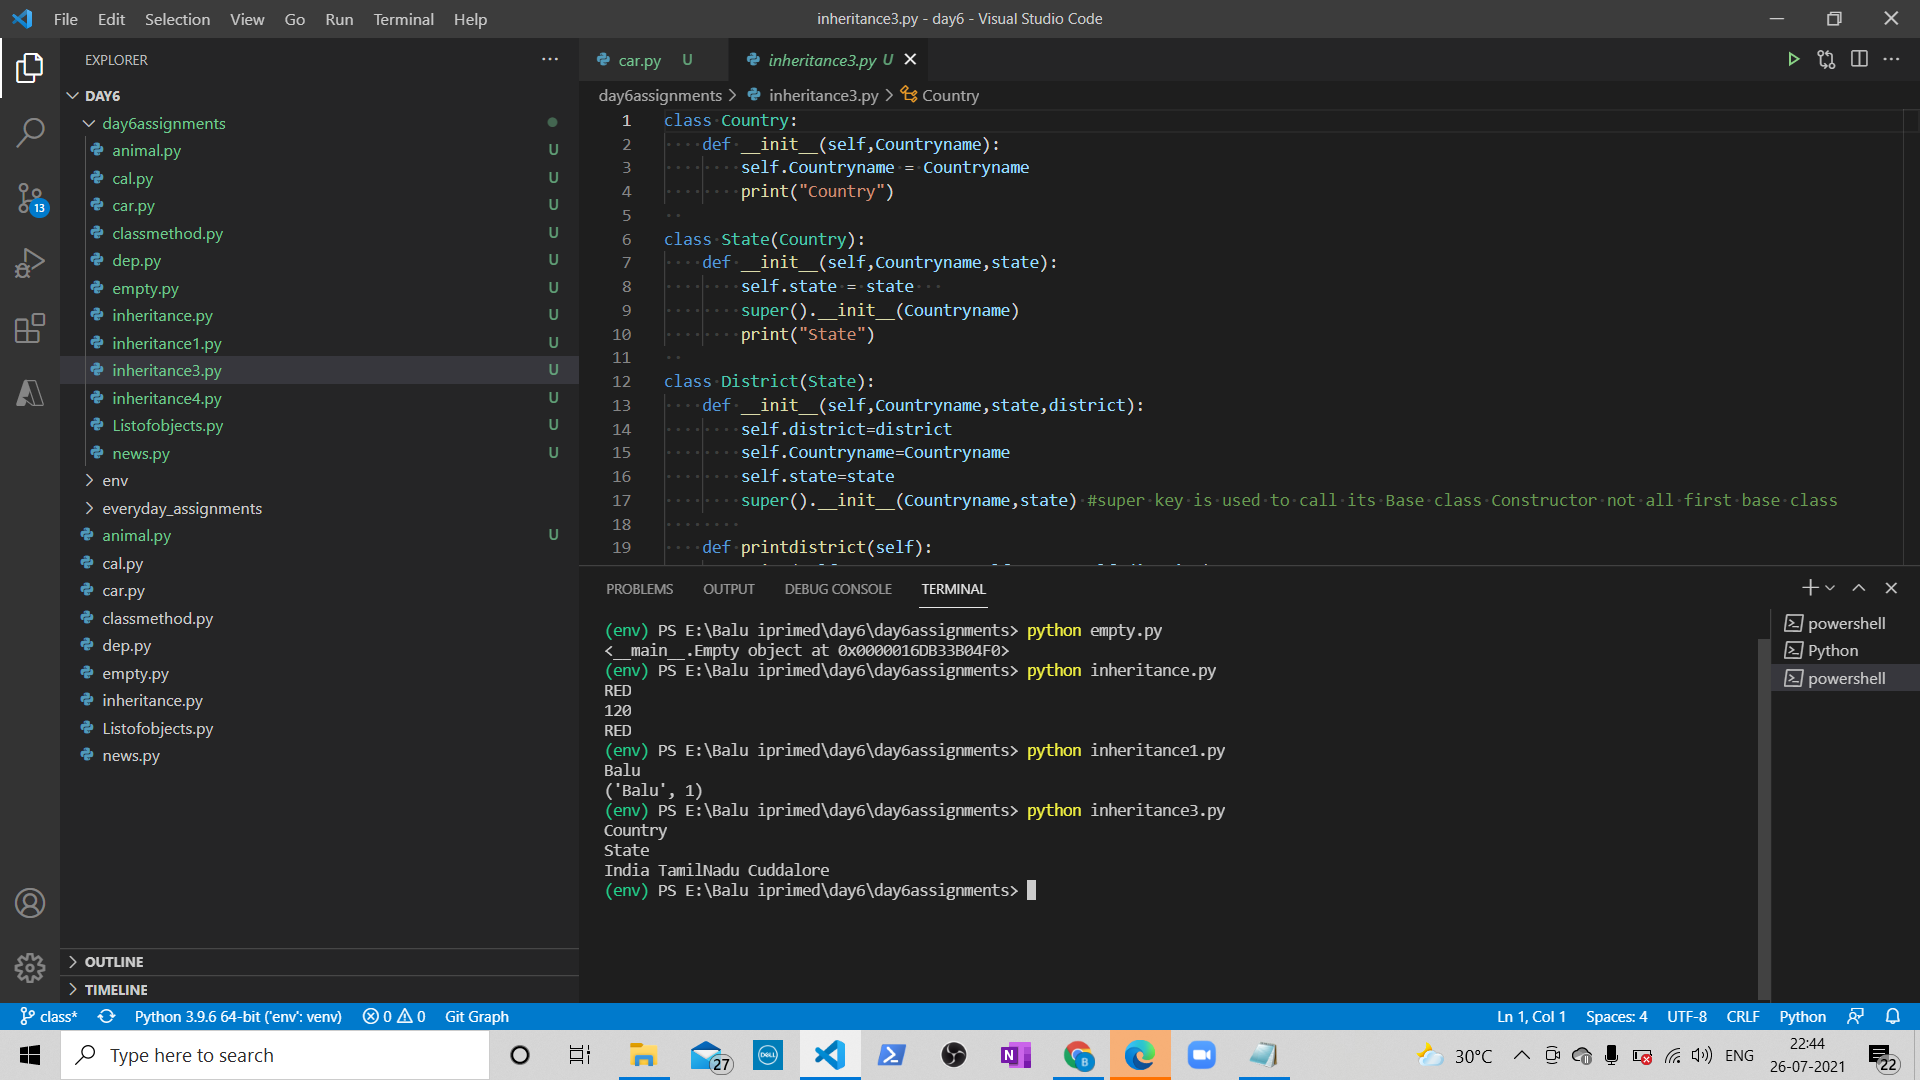 File Edit Selection View Go Run Terminal Help
inheritance3.py - day6 - Visual Studio Code
EXPLORER
DAY6
day6assignments
animal.py U
cal.py U
car.py U
classmethod.py U
dep.py U
empty.py U
inheritance.py U
inheritance1.py U
inheritance3.py U
inheritance4.py U
Listofobjects.py U
news.py U
env
everyday_assignments
animal.py U
cal.py
car.py
classmethod.py
dep.py
empty.py
inheritance.py
Listofobjects.py
news.py
OUTLINE
TIMELINE
13
car.py U
inheritance3.py U
day6assignments > inheritance3.py > Country
1 class Country:
2 def __init__(self,Countryname):
3 self.Countryname = Countryname
4 print("Country")
5
6 class State(Country):
7 def __init__(self,Countryname,state):
8 self.state = state
9 super().__init__(Countryname)
10 print("State")
11
12 class District(State):
13 def __init__(self,Countryname,state,district):
14 self.district=district
15 self.Countryname=Countryname
16 self.state=state
17 super().__init__(Countryname,state) #super key is used to call its Base class Constructor not all first base class
18
19 def printdistrict(self):
PROBLEMS OUTPUT DEBUG CONSOLE TERMINAL
(env) PS E:\Balu iprimed\day6\day6assignments> python empty.py
<__main__.Empty object at 0x0000016DB33B04F0>
(env) PS E:\Balu iprimed\day6\day6assignments> python inheritance.py
RED
120
RED
(env) PS E:\Balu iprimed\day6\day6assignments> python inheritance1.py
Balu
('Balu', 1)
(env) PS E:\Balu iprimed\day6\day6assignments> python inheritance3.py
Country
State
India TamilNadu Cuddalore
(env) PS E:\Balu iprimed\day6\day6assignments>
powershell
Python
powershell
class* Python 3.9.6 64-bit ('env': venv) 0 0 Git Graph
Ln 1, Col 1 Spaces: 4 UTF-8 CRLF Python
Type here to search
27
DELL
N
B
30°C
ENG
22:44
26-07-2021
22